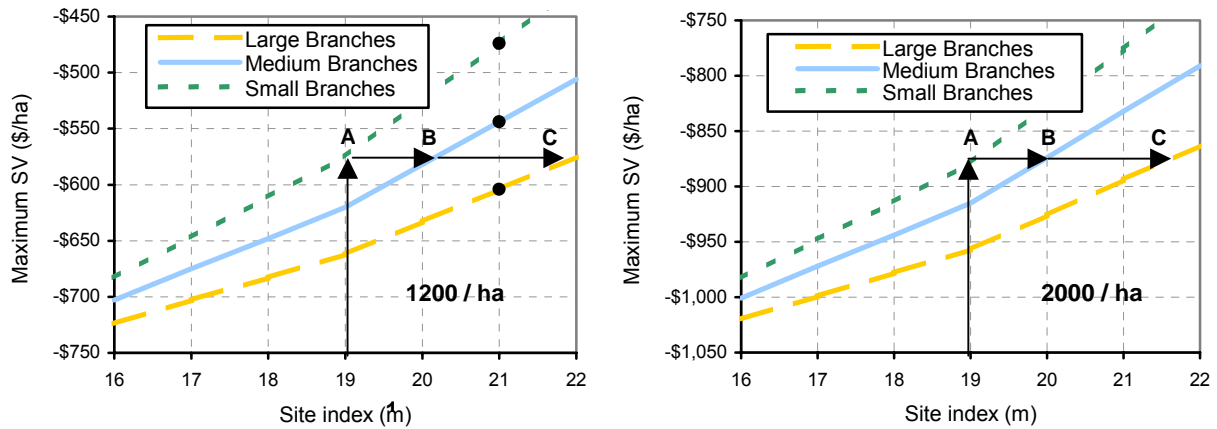 -$450
-$500
-$550
-$600
-$650
-$700
-$750
Maximum SV ($/ha)
Large Branches
Medium Branches
Small Branches
A
B
C
1200 / ha
16 17 18 19 20 21 22
Site index (m)
1
-$750
-$800
-$850
-$900
-$950
-$1.000
-$1.050
Maximum SV ($/ha)
Large Branches
Medium Branches
Small Branches
A
B
C
2000 / ha
16 17 18 19 20 21 22
Site index (m)